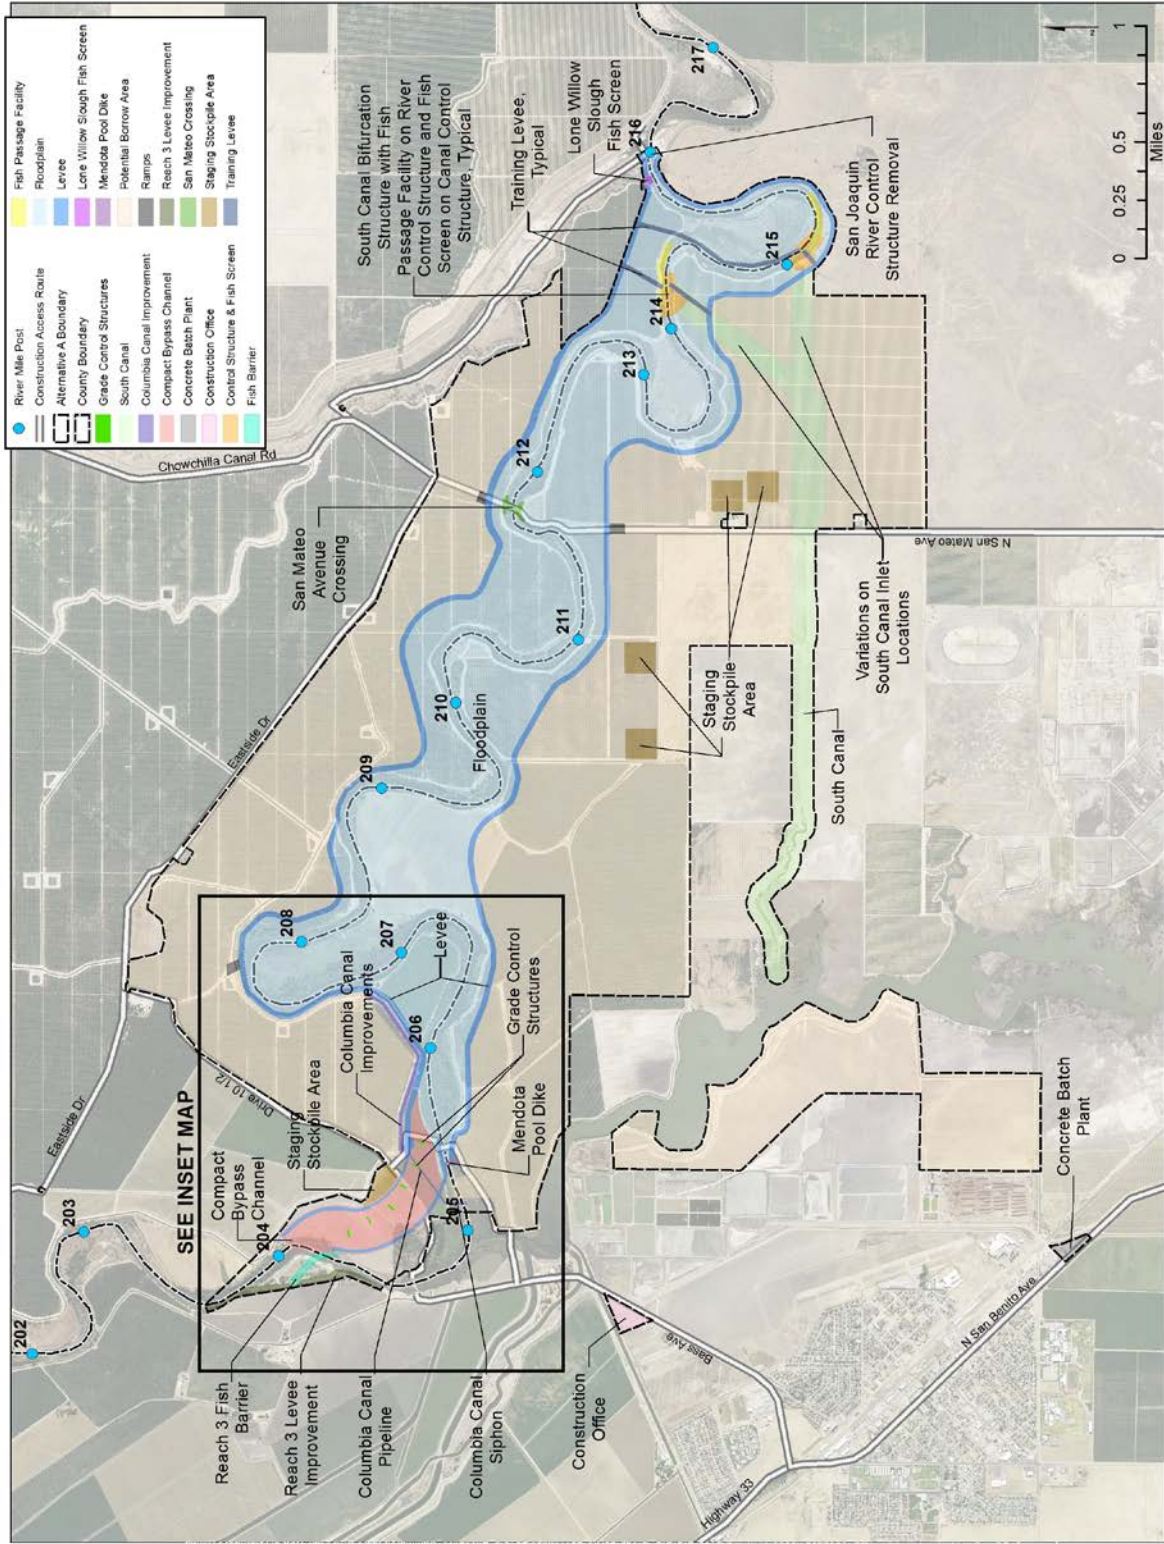 River Mile Post
Construction Access Route
Alternative A Boundary
County Boundary
Grade Control Structures
South Canal
Columbia Canal Improvement
Compact Bypass Channel
Concrete Batch Plant
Construction Office
Control Structure & Fish Screen
Fish Barrier
Fish Passage Facility
Floodplain
Levee
Lone Willow Slough Fish Screen
Mendota Pool Dike
Potential Borrow Area
Ramps
Reach 3 Levee Improvement
San Mateo Crossing
Staging Stockpile Area
Training Levee
202
203
Eastside Dr
SEE INSET MAP
Compact
Bypass
Channel
204
Staging
Stockpile Area
Drive 10 1/2
208
207
Columbia Canal
Improvements
Levee
206
Grade Control
Structures
Mendota
Pool Dike
205
Reach 3 Fish
Barrier
Reach 3 Levee
Improvement
Columbia Canal
Pipeline
Columbia Canal
Siphon
Construction
Office
Bass Ave
Highway 33
N San Benito Ave
Concrete Batch
Plant
Eastside Dr
209
210
Floodplain
211
San Mateo
Avenue
Crossing
Chowchilla Canal Rd
212
213
214
South Canal Bifurcation
Structure with Fish
Passage Facility on River
Control Structure and Fish
Screen on Canal Control
Structure, Typical
Training Levee,
Typical
Lone Willow
Slough
Fish Screen
215
216
217
San Joaquin
River Control
Structure Removal
Staging
Stockpile
Area
South Canal
N San Mateo Ave
Variations on
South Canal Inlet
Locations
0 0.25 0.5 1
Miles